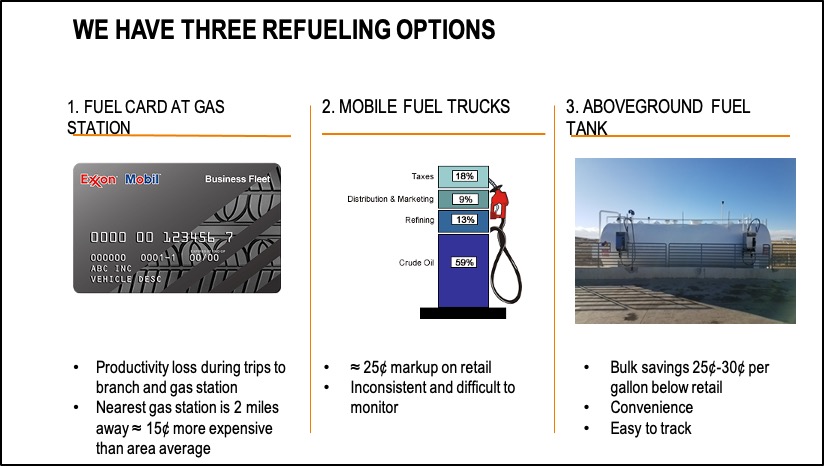 WE HAVE THREE REFUELING OPTIONS
1. FUEL CARD AT GAS
STATION
Exxon Mobil
Business Fleet
0000 00 123456 7
000000 0001-1 00/00
ABC INC
VEHICLE DESC
• Productivity loss during trips to
branch and gas station
• Nearest gas station is 2 miles
away ≈ 15¢ more expensive
than area average
2. MOBILE FUEL TRUCKS
Taxes 18%
Distribution & Marketing 9%
Refining 13%
Crude Oil 59%
• ≈ 25¢ markup on retail
• Inconsistent and difficult to
monitor
3. ABOVEGROUND FUEL
TANK
• Bulk savings 25¢-30¢ per
gallon below retail
• Convenience
• Easy to track